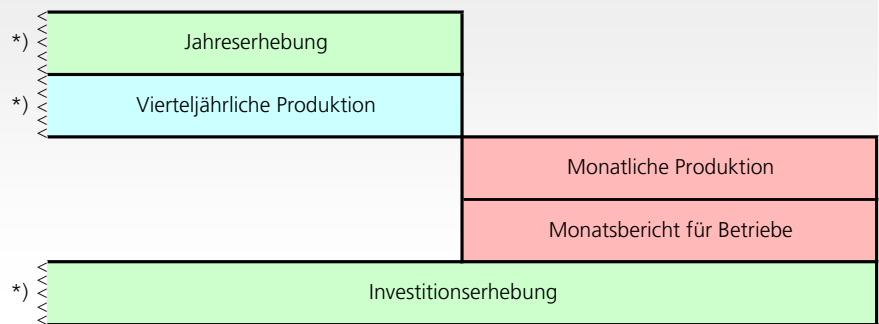 *) Jahreserhebung
*) Vierteljährliche Produktion
Monatliche Produktion
Monatsbericht für Betriebe
*) Investitionserhebung